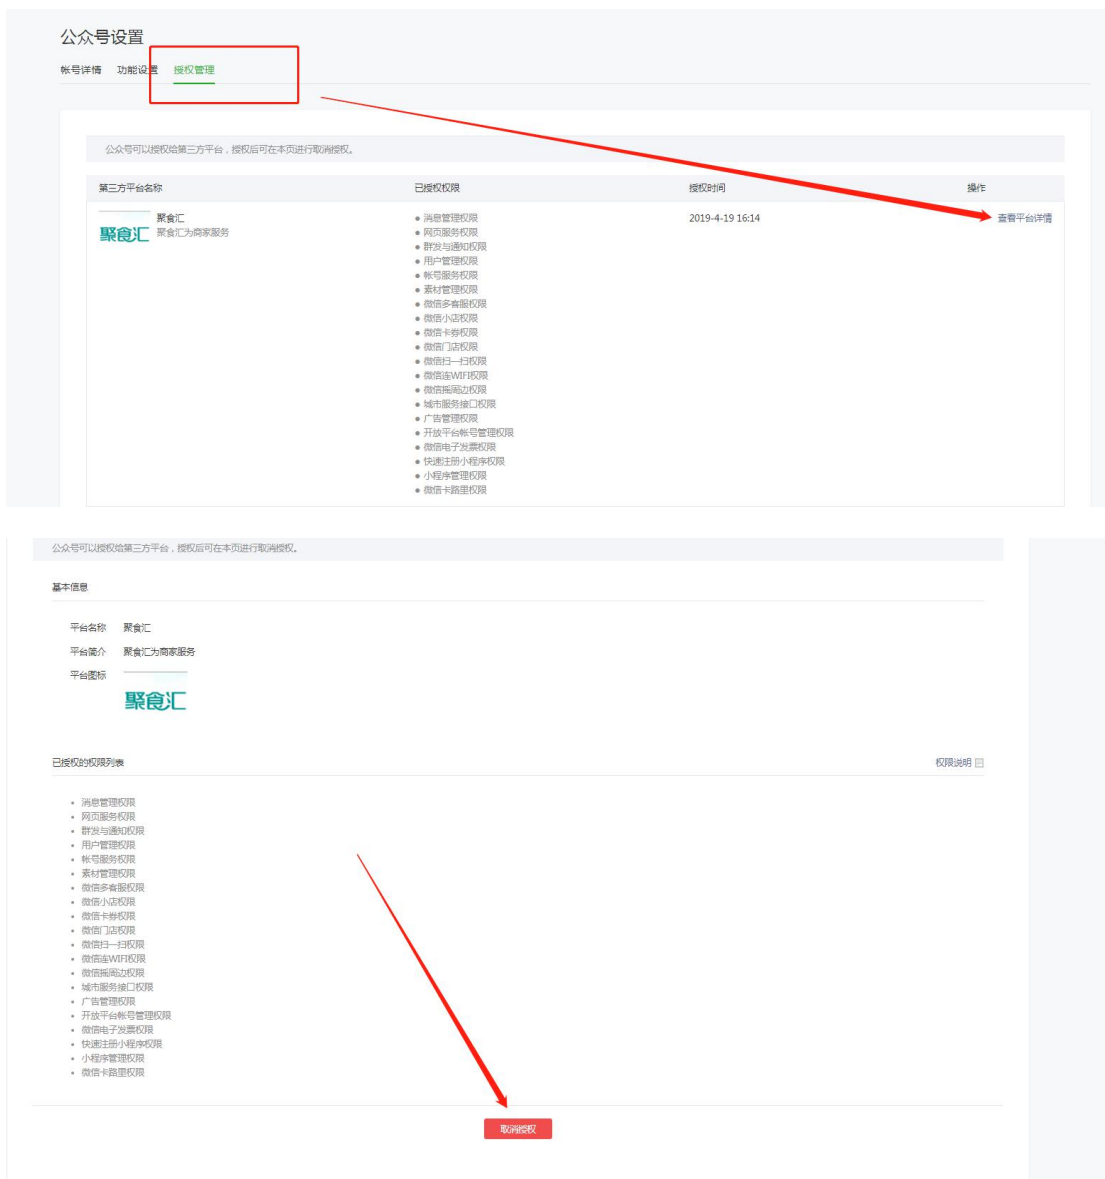 公众号设置
帐号详情 功能设置 授权管理
公众号可以授权给第三方平台，授权后可在本页进行取消授权。
第三方平台名称 已授权权限 授权时间 操作
聚食汇 聚食汇 消息管理权限 2019-4-19 16:14 查看平台详情
聚食汇为商家服务 网页服务权限
群发与通知权限
用户管理权限
帐号服务权限
素材管理权限
微信多客服权限
微信小店权限
微信卡券权限
微信门店权限
微信扫一扫权限
微信连WIFI权限
微信摇周边权限
城市服务接口权限
广告管理权限
开放平台帐号管理权限
微信电子发票权限
快速注册小程序权限
小程序管理权限
微信卡路里权限
公众号可以授权给第三方平台，授权后可在本页进行取消授权。
基本信息
平台名称 聚食汇
平台简介 聚食汇为商家服务
平台图标
聚食汇
已授权的权限列表 权限说明
消息管理权限
网页服务权限
群发与通知权限
用户管理权限
帐号服务权限
素材管理权限
微信多客服权限
微信小店权限
微信卡券权限
微信门店权限
微信扫一扫权限
微信连WIFI权限
微信摇周边权限
城市服务接口权限
广告管理权限
开放平台帐号管理权限
微信电子发票权限
快速注册小程序权限
小程序管理权限
微信卡路里权限
取消授权